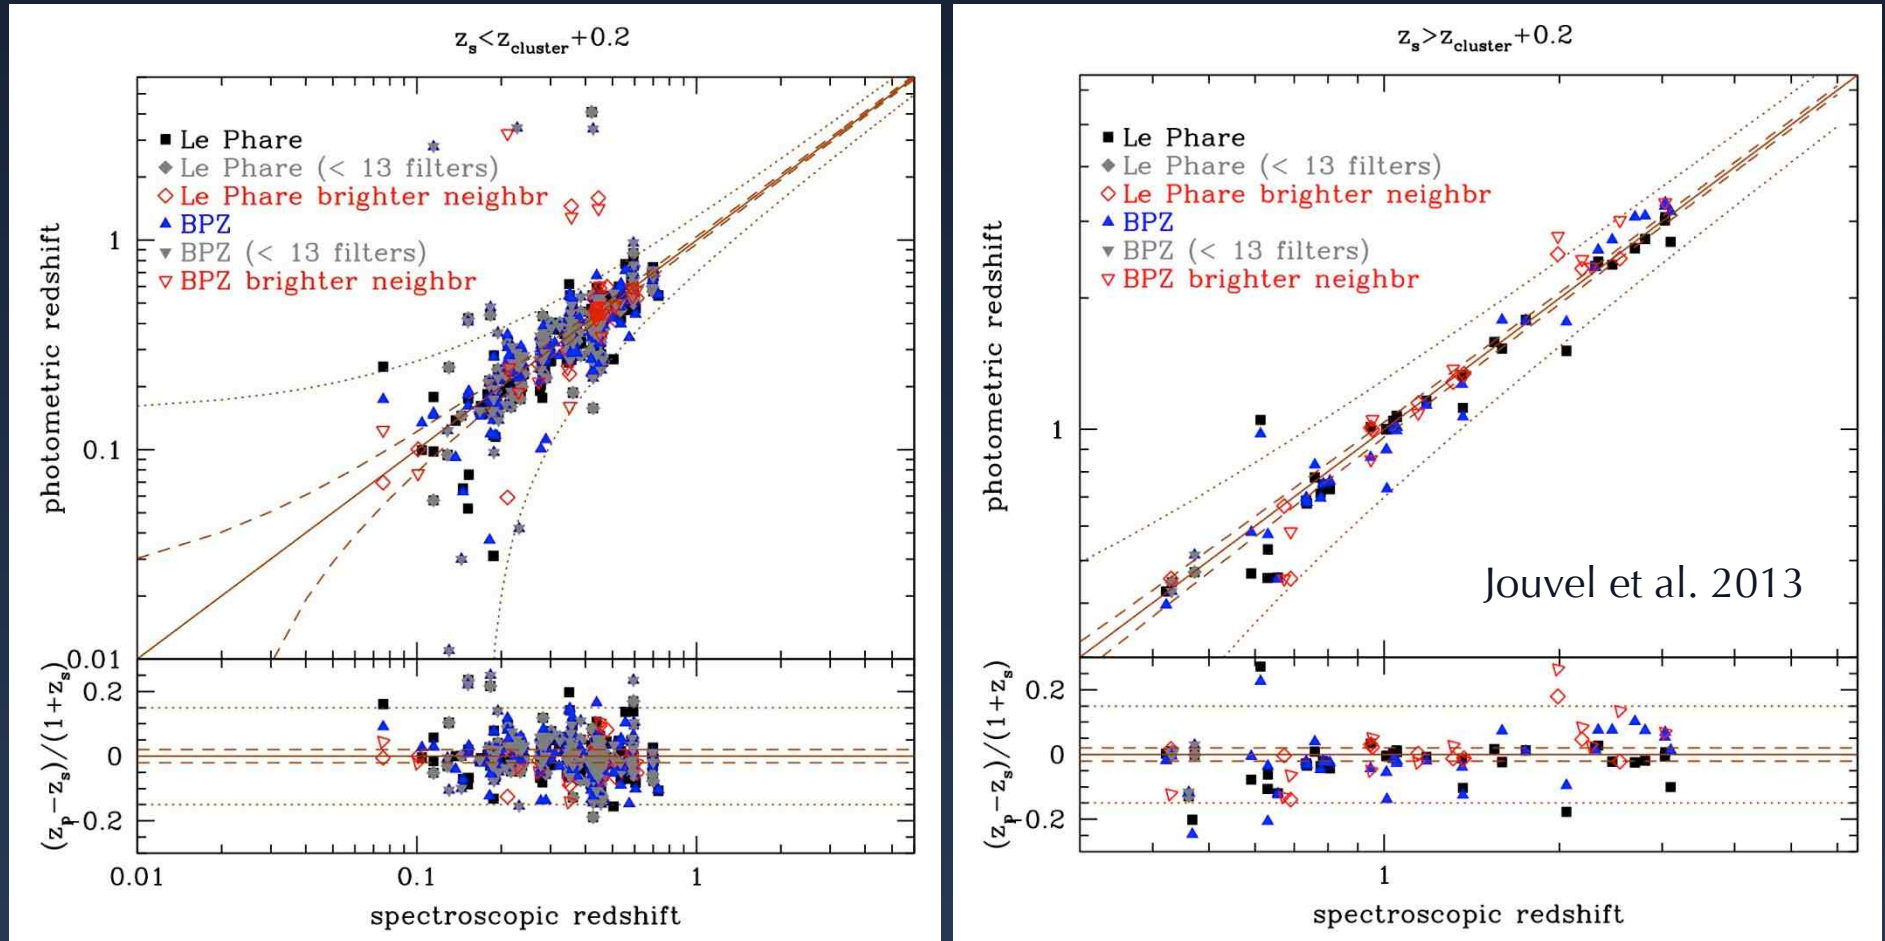 z_s<z_cluster+0.2
Le Phare
Le Phare (< 13 filters)
Le Phare brighter neighbr
BPZ
BPZ (< 13 filters)
BPZ brighter neighbr
photometric redshift
1
0.1
0.01
(z_p-z_s)/(1+z_s)
0.2
0
-0.2
0.01
0.1
1
spectroscopic redshift
z_s>z_cluster+0.2
Le Phare
Le Phare (< 13 filters)
Le Phare brighter neighbr
BPZ
BPZ (< 13 filters)
BPZ brighter neighbr
photometric redshift
1
Jouvel et al. 2013
(z_p-z_s)/(1+z_s)
0.2
0
-0.2
1
spectroscopic redshift